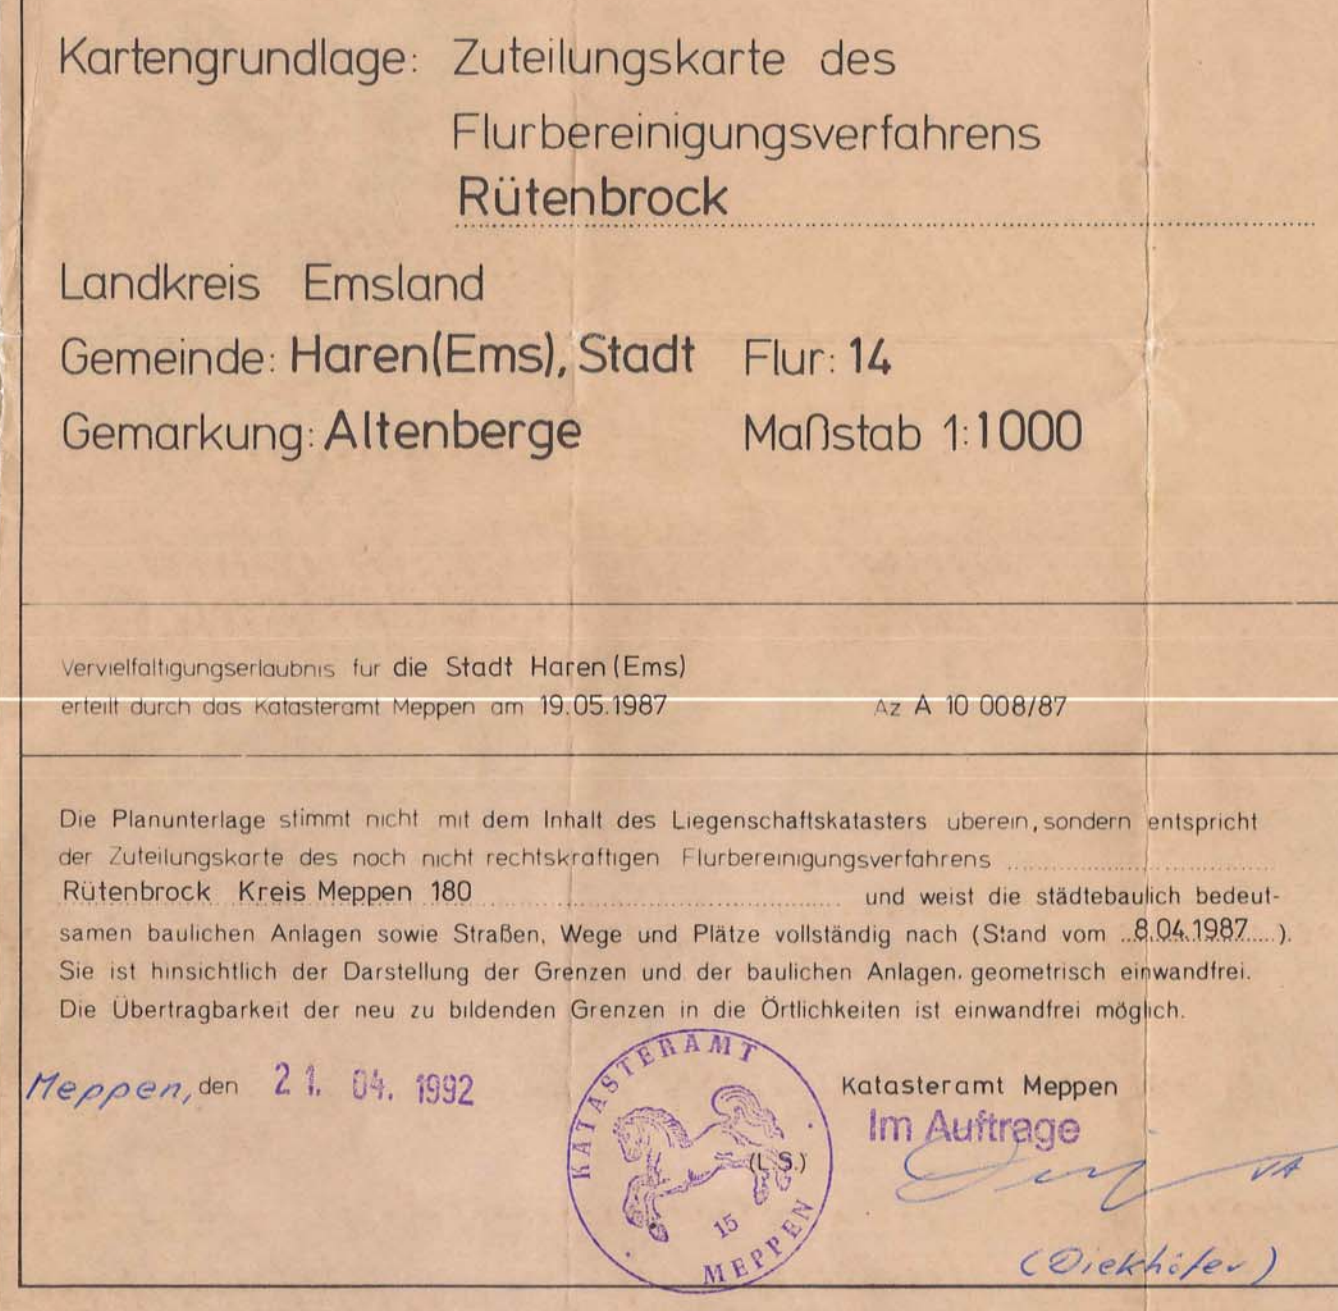 Kartengrundlage: Zuteilungskarte des
Flurbereinigungsverfahrens
Rütenbrock
Landkreis Emsland
Gemeinde: Haren(Ems), Stadt Flur: 14
Gemarkung: Altenberge Maßstab 1:1000
Vervielfaltigungserlaubnis fur die Stadt Haren (Ems)
erteilt durch das Katasteramt Meppen am 19.05.1987 Az A 10 008/87
Die Planunterlage stimmt nicht mit dem Inhalt des Liegenschaftskatasters uberein, sondern entspricht
der Zuteilungskarte des noch nicht rechtskraftigen Flurbereinigungsverfahrens
Rütenbrock Kreis Meppen 180 und weist die städtebaulich bedeut-
samen baulichen Anlagen sowie Straßen, Wege und Plätze vollständig nach (Stand vom 8.04.1987).
Sie ist hinsichtlich der Darstellung der Grenzen und der baulichen Anlagen. geometrisch einwandfrei.
Die Übertragbarkeit der neu zu bildenden Grenzen in die Örtlichkeiten ist einwandfrei möglich.
Meppen, den 21. 04. 1992
KATASTERAMT
(L.S.)
15
MEPPEN
Katasteramt Meppen
Im Auftrage
VA
(Diekhöfer)